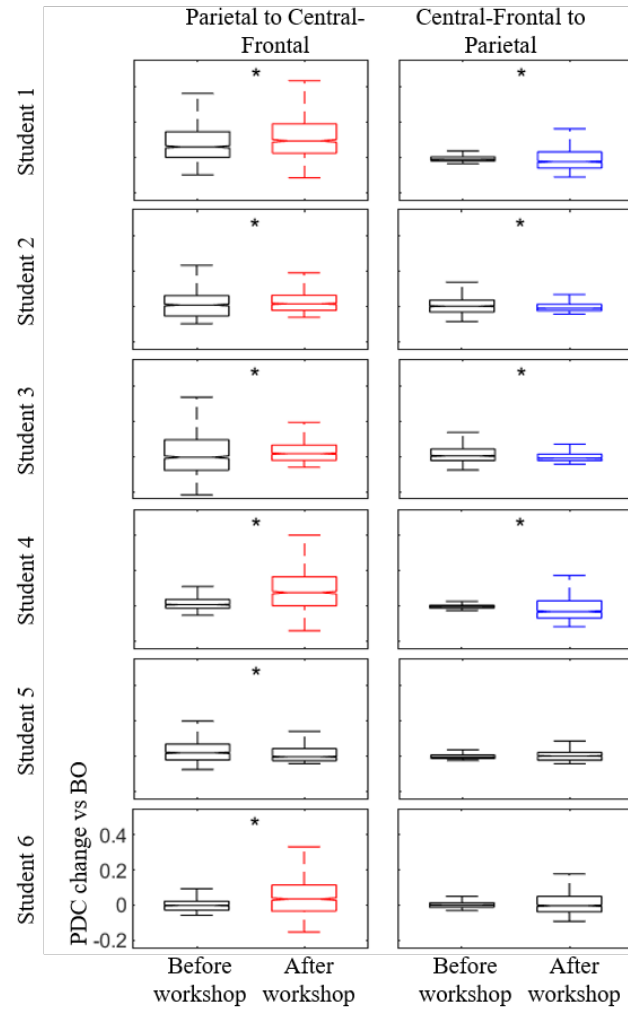 Parietal to Central-
Frontal
Central-Frontal to
Parietal
Student 1
*
*
Student 2
*
*
Student 3
*
*
Student 4
*
*
Student 5
*
Student 6
PDC change vs BO
*
0.4
0.2
0
-0.2
Before
workshop
After
workshop
Before
workshop
After
workshop